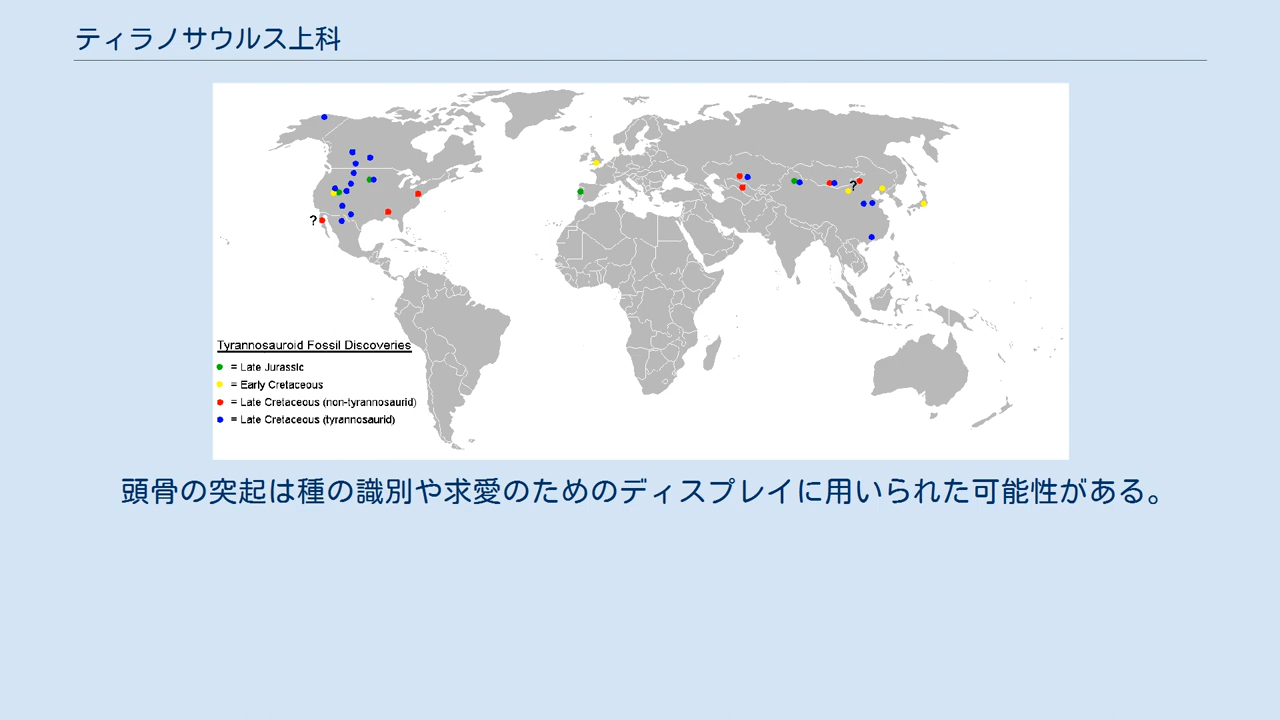 ティラノサウルス上科
?
?
Tyrannosauroid Fossil Discoveries
= Late Jurassic
= Early Cretaceous
= Late Cretaceous (non-tyrannosaurid)
= Late Cretaceous (tyrannosaurid)
頭骨の突起は種の識別や求愛のためのディスプレイに用いられた可能性がある。